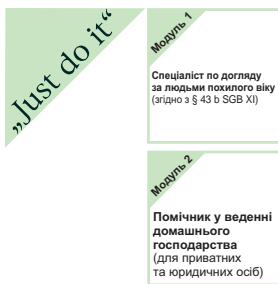 „Just do it“
Модуль 1
Спеціаліст по догляду
за людьми похилого віку
(згідно з § 43 b SGB XI)
Модуль 2
Помічник у веденні
домашнього
господарства
(для приватних
та юридичних осіб)